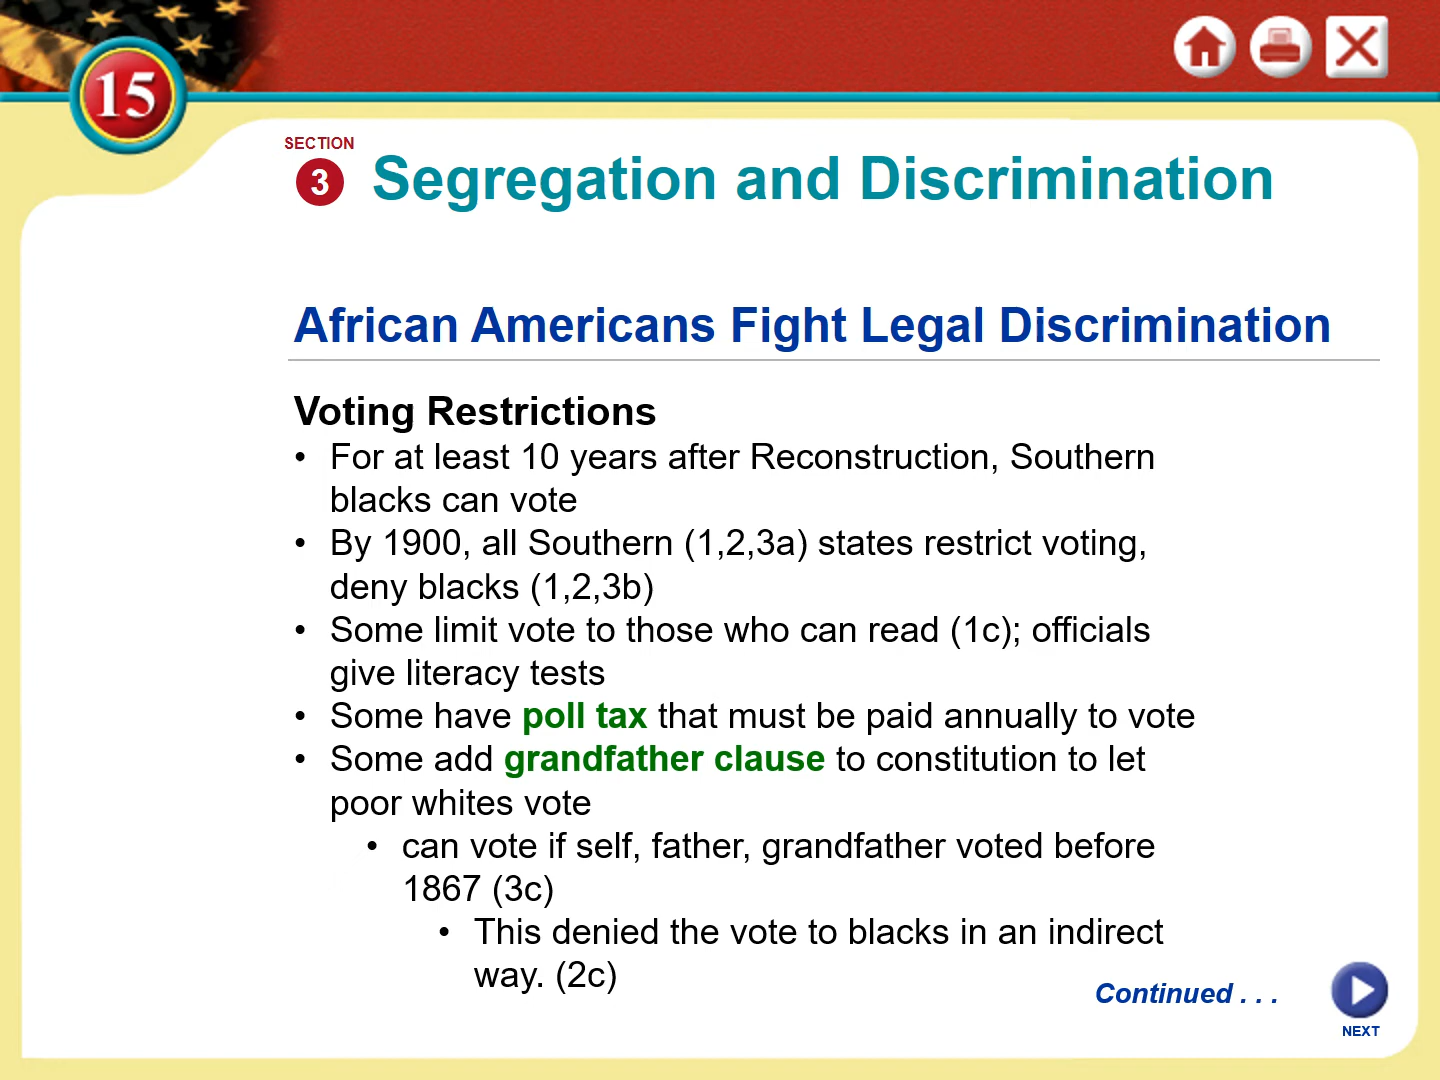 15
SECTION
3
Segregation and Discrimination
African Americans Fight Legal Discrimination
Voting Restrictions
• For at least 10 years after Reconstruction, Southern
blacks can vote
• By 1900, all Southern (1,2,3a) states restrict voting,
deny blacks (1,2,3b)
• Some limit vote to those who can read (1c); officials
give literacy tests
• Some have poll tax that must be paid annually to vote
• Some add grandfather clause to constitution to let
poor whites vote
• can vote if self, father, grandfather voted before
1867 (3c)
• This denied the vote to blacks in an indirect
way. (2c)
Continued . . .
NEXT